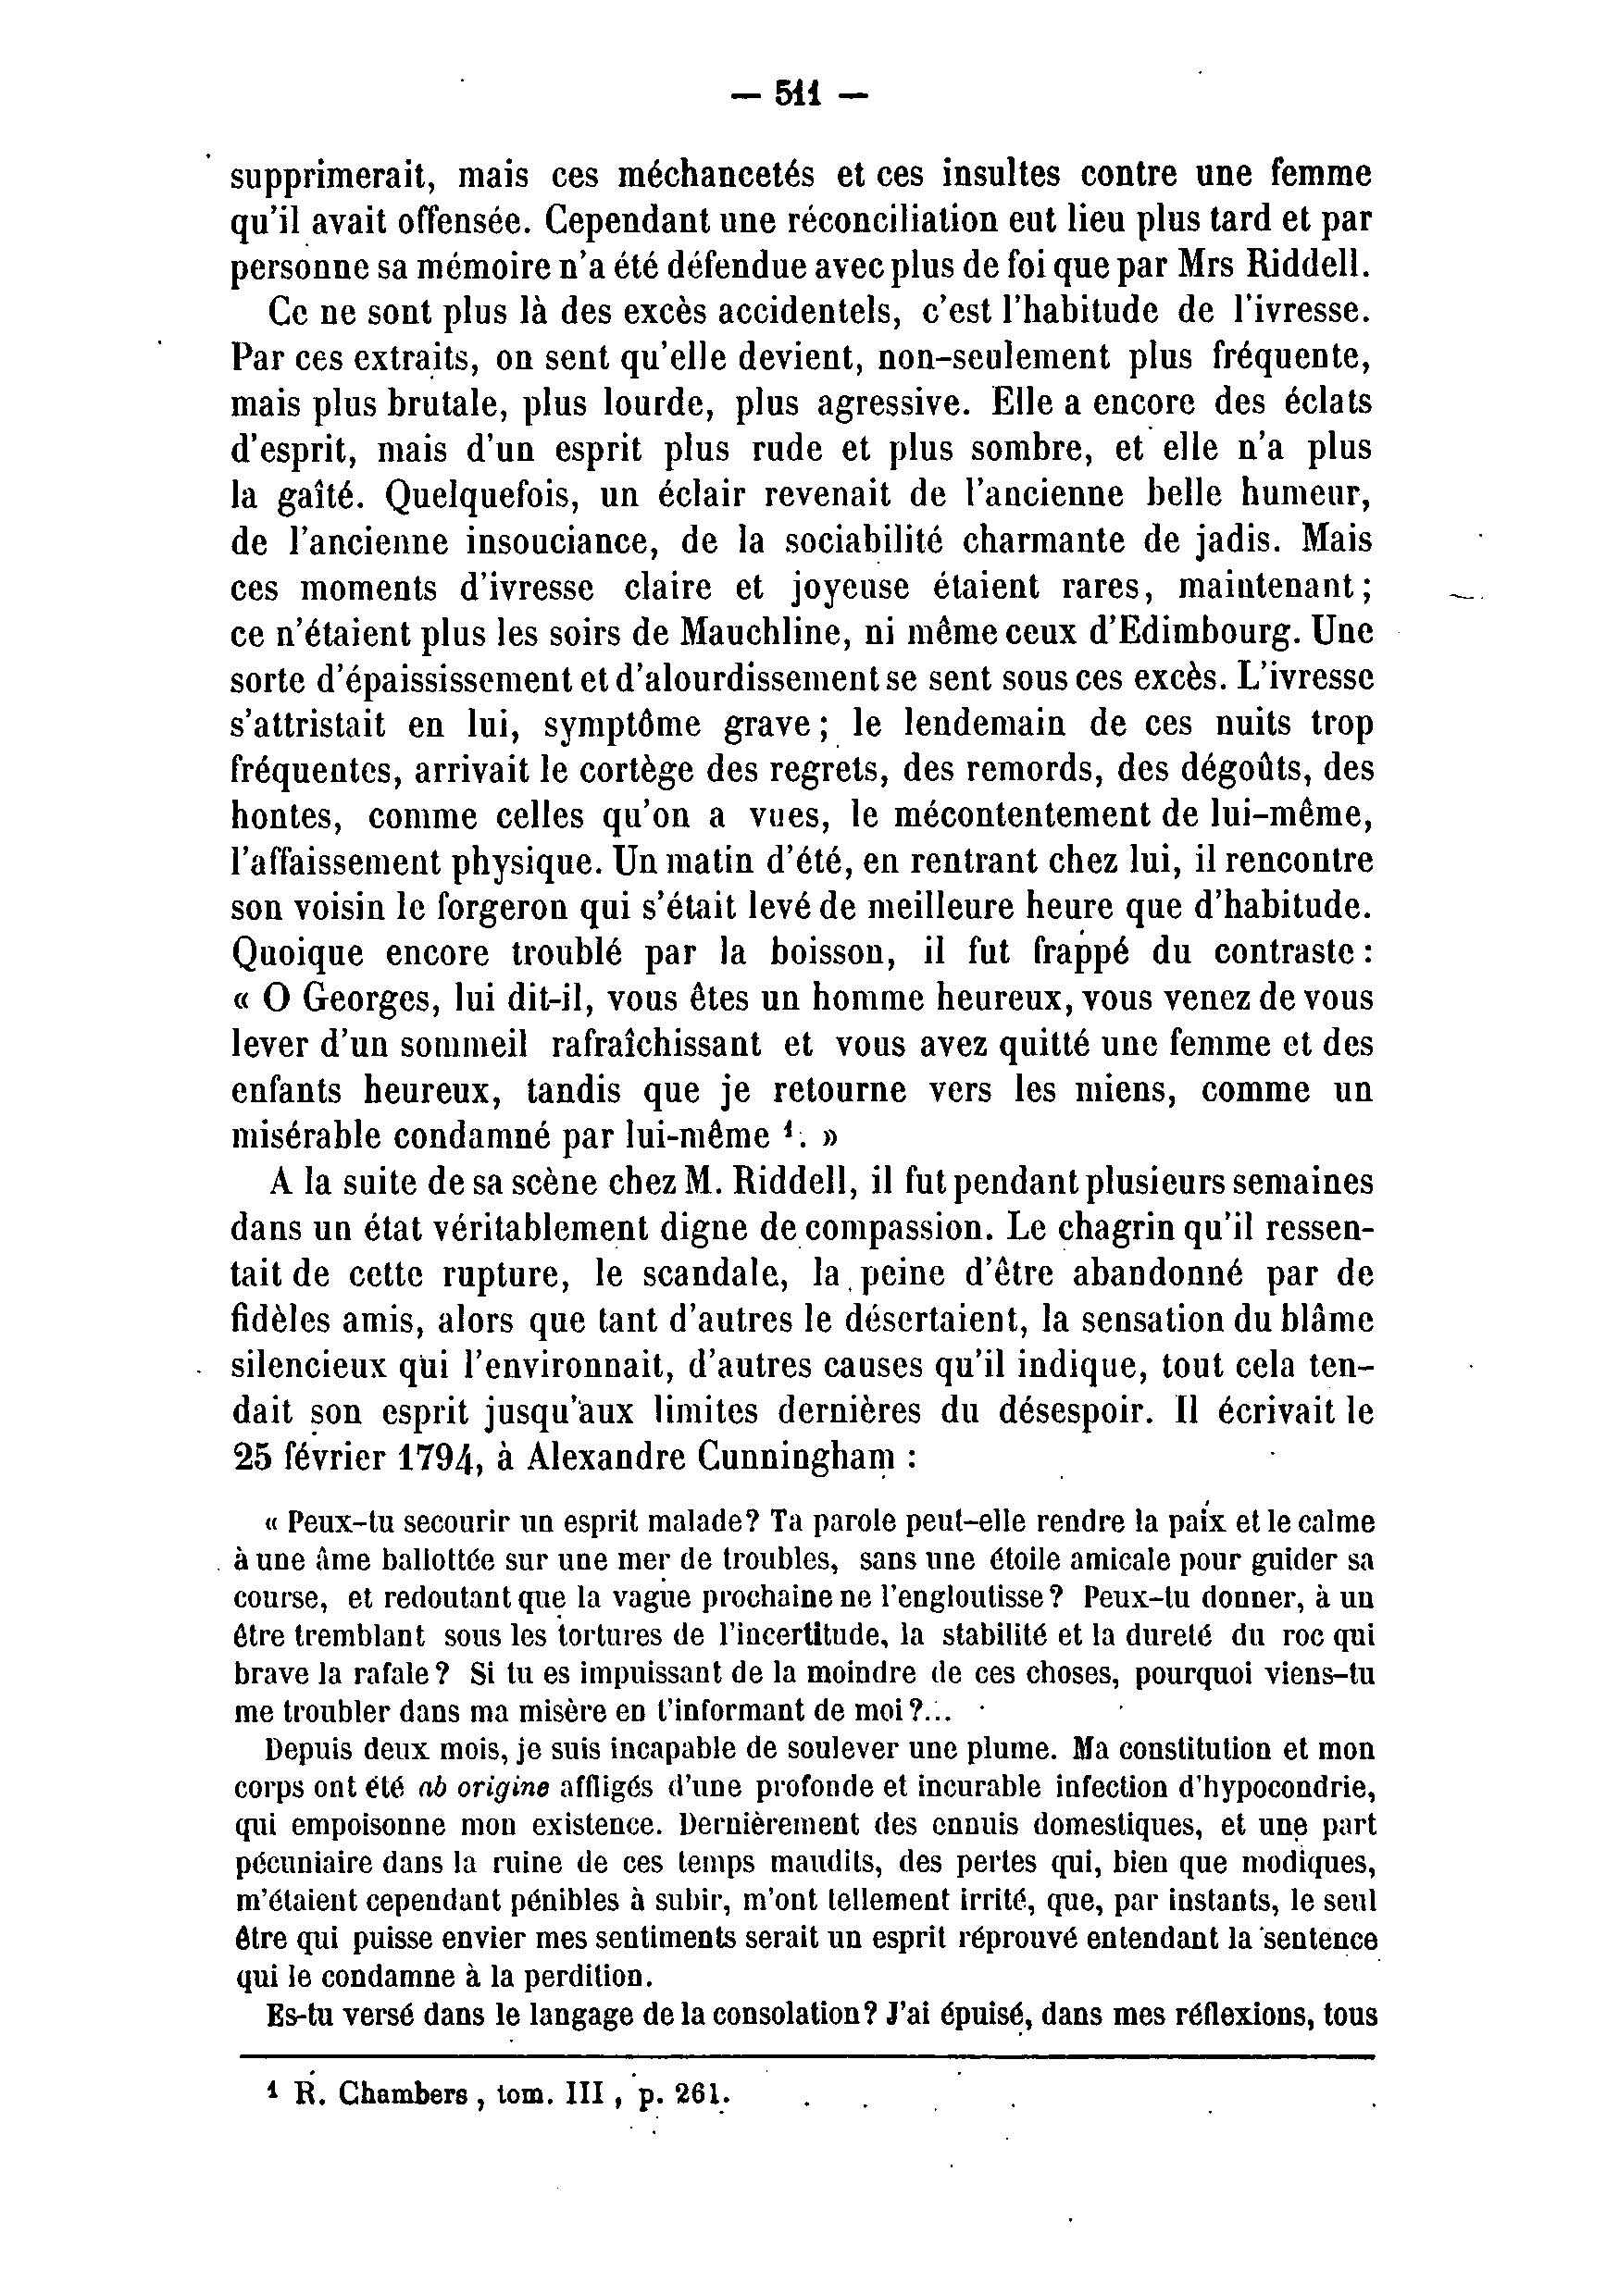 — 511 —
supprimerait, mais ces méchancetés et ces insultes contre une femme
qu'il avait offensée. Cependant une réconciliation eut lieu plus tard et par
personne sa mémoire n'a été défendue avec plus de foi que par Mrs Riddell.
Ce ne sont plus là des excès accidentels, c'est l'habitude de l'ivresse.
Par ces extraits, on sent qu'elle devient, non-seulement plus fréquente,
mais plus brutale, plus lourde, plus agressive. Elle a encore des éclats
d'esprit, mais d'un esprit plus rude et plus sombre, et elle n'a plus
la gaîté. Quelquefois, un éclair revenait de l'ancienne belle humeur,
de l'ancienne insouciance, de la sociabilité charmante de jadis. Mais
ces moments d'ivresse claire et joyeuse étaient rares, maintenant ;
ce n'étaient plus les soirs de Mauchline, ni même ceux d'Edimbourg. Une
sorte d'épaississement et d'alourdissement se sent sous ces excès. L'ivresse
s'attristait en lui, symptôme grave ; le lendemain de ces nuits trop
fréquentes, arrivait le cortège des regrets, des remords, des dégoûts, des
hontes, comme celles qu'on a vues, le mécontentement de lui-même,
l'affaissement physique. Un matin d'été, en rentrant chez lui, il rencontre
son voisin le forgeron qui s'était levé de meilleure heure que d'habitude.
Quoique encore troublé par la boisson, il fut frappé du contraste :
« O Georges, lui dit-il, vous êtes un homme heureux, vous venez de vous
lever d'un sommeil rafraîchissant et vous avez quitté une femme et des
enfants heureux, tandis que je retourne vers les miens, comme un
misérable condamné par lui-même ¹. »
A la suite de sa scène chez M. Riddell, il fut pendant plusieurs semaines
dans un état véritablement digne de compassion. Le chagrin qu'il ressen-
tait de cette rupture, le scandale, la peine d'être abandonné par de
fidèles amis, alors que tant d'autres le désertaient, la sensation du blâme
silencieux qui l'environnait, d'autres causes qu'il indique, tout cela ten-
dait son esprit jusqu'aux limites dernières du désespoir. Il écrivait le
25 février 1794, à Alexandre Cunningham :
« Peux-tu secourir un esprit malade? Ta parole peut-elle rendre la paix et le calme
à une âme ballottée sur une mer de troubles, sans une étoile amicale pour guider sa
course, et redoutant que la vague prochaine ne l'engloutisse ? Peux-tu donner, à un
être tremblant sous les tortures de l'incertitude, la stabilité et la dureté du roc qui
brave la rafale ? Si tu es impuissant de la moindre de ces choses, pourquoi viens-tu
me troubler dans ma misère en t'informant de moi ?...
Depuis deux mois, je suis incapable de soulever une plume. Ma constitution et mon
corps ont été ab origine affligés d'une profonde et incurable infection d'hypocondrie,
qui empoisonne mon existence. Dernièrement des ennuis domestiques, et une part
pécuniaire dans la ruine de ces temps maudits, des pertes qui, bien que modiques,
m'étaient cependant pénibles à subir, m'ont tellement irrité, que, par instants, le seul
être qui puisse envier mes sentiments serait un esprit réprouvé entendant la sentence
qui le condamne à la perdition.
Es-tu versé dans le langage de la consolation ? J'ai épuisé, dans mes réflexions, tous
¹ R. Chambers, tom. III, p. 261.